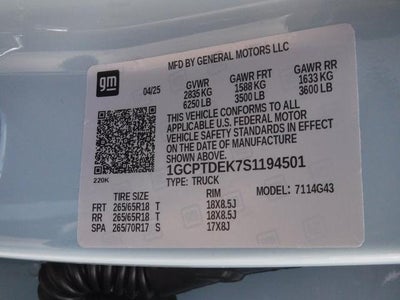 gm
MFD BY GENERAL MOTORS LLC
04/25 GVWR GAWR FRT GAWR RR
2835 KG 1588 KG 1633 KG
6250 LB 3500 LB 3600 LB
THIS VEHICLE CONFORMS TO ALL
APPLICABLE U.S. FEDERAL MOTOR
VEHICLE SAFETY STANDARDS IN EFFECT
ON THE DATE OF MANUFACTURE
SHOWN ABOVE.
1GCPTDEK7S1194501
220K TYPE: TRUCK
MODEL: 7114G43
TIRE SIZE RIM
FRT 265/65R18 T 18X8.5J
RR 265/65R18 T 18X8.5J
SPA 265/70R17 S 17X8J